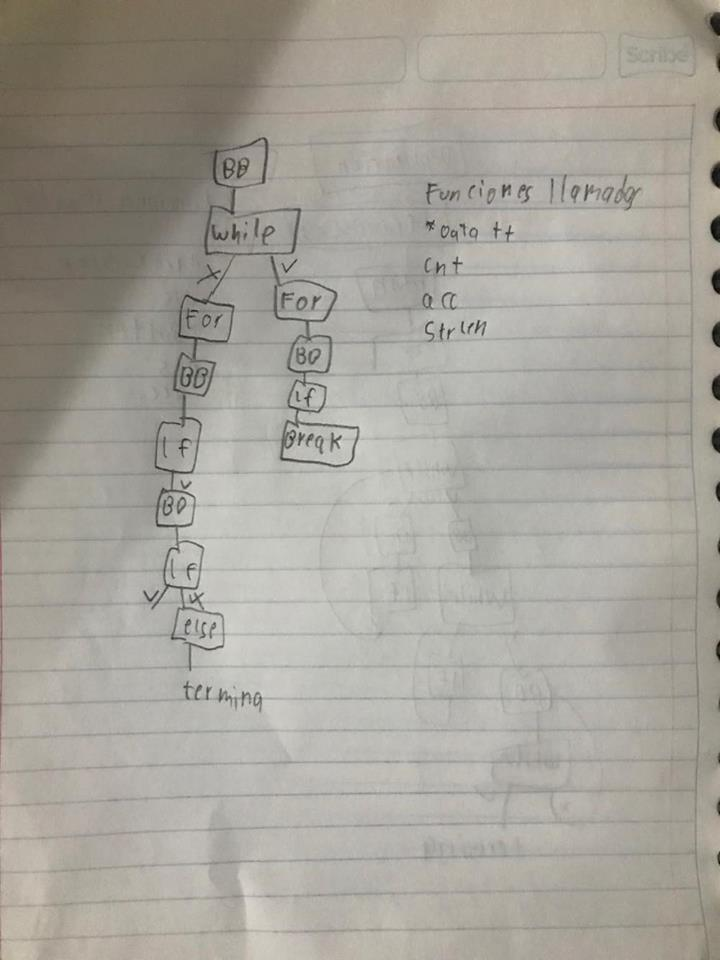 Scribe
BB
while
Funciones llamadas
*Data ++
cnt
acc
strlen
x
v
For
BB
If
v
BB
If
v
x
else
termina
For
BB
If
Break